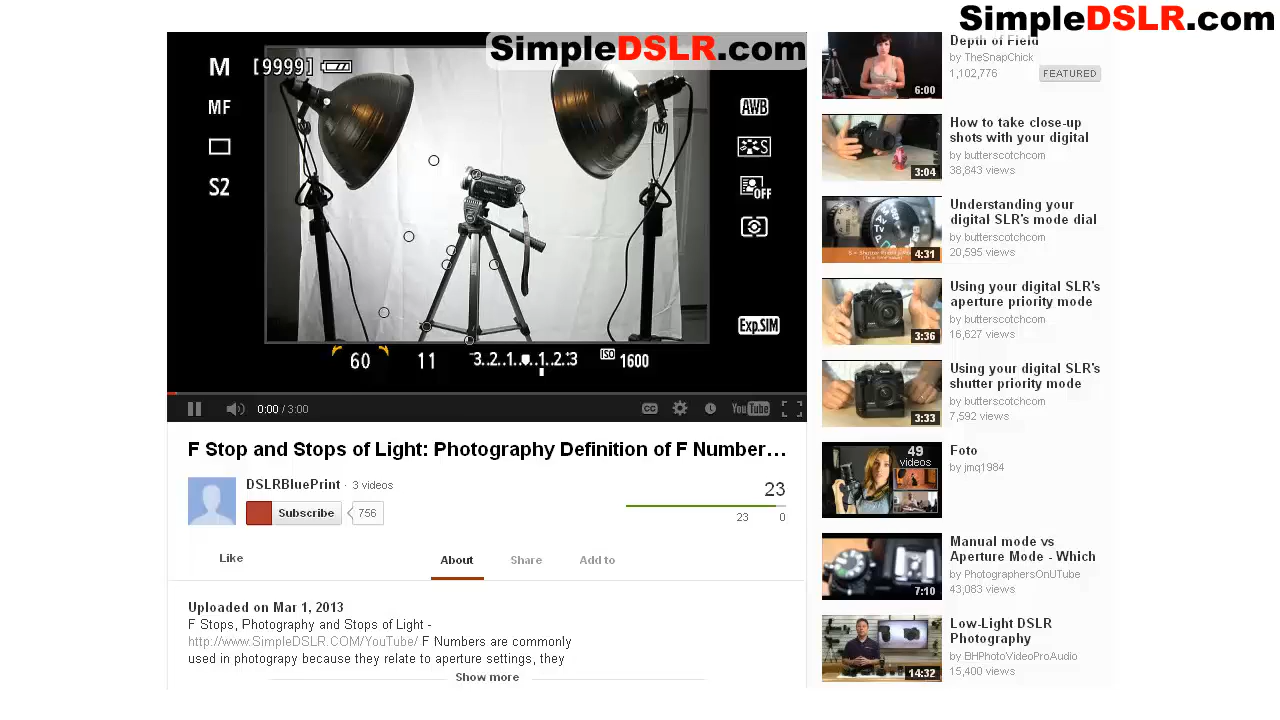 SimpleDSLR.com
SimpleDSLR.com
M [9999]
MF
S2
AWB
S
OFF
Exp.SIM
60 11 -3..2..1..▮..1..2.:3 ISO 1600
0:00 / 3:00
CC
YouTube
F Stop and Stops of Light: Photography Definition of F Number...
DSLRBluePrint · 3 videos
Subscribe 756
23
23 0
Like
About Share Add to
Uploaded on Mar 1, 2013
F Stops, Photography and Stops of Light -
http://www.SimpleDSLR.COM/YouTube/ F Numbers are commonly
used in photograpy because they relate to aperture settings, they
Show more
Depth of Field
by TheSnapChick
1,102,776 FEATURED
6:00
How to take close-up
shots with your digital
by butterscotchcom
38,843 views
3:04
Understanding your
digital SLR's mode dial
by butterscotchcom
20,595 views
4:31
Using your digital SLR's
aperture priority mode
by butterscotchcom
16,627 views
3:36
Using your digital SLR's
shutter priority mode
by butterscotchcom
7,592 views
3:33
Foto
by jmq1984
49
videos
Manual mode vs
Aperture Mode - Which
by PhotographersOnUTube
43,083 views
7:10
Low-Light DSLR
Photography
by BHPhotoVideoProAudio
15,400 views
14:32